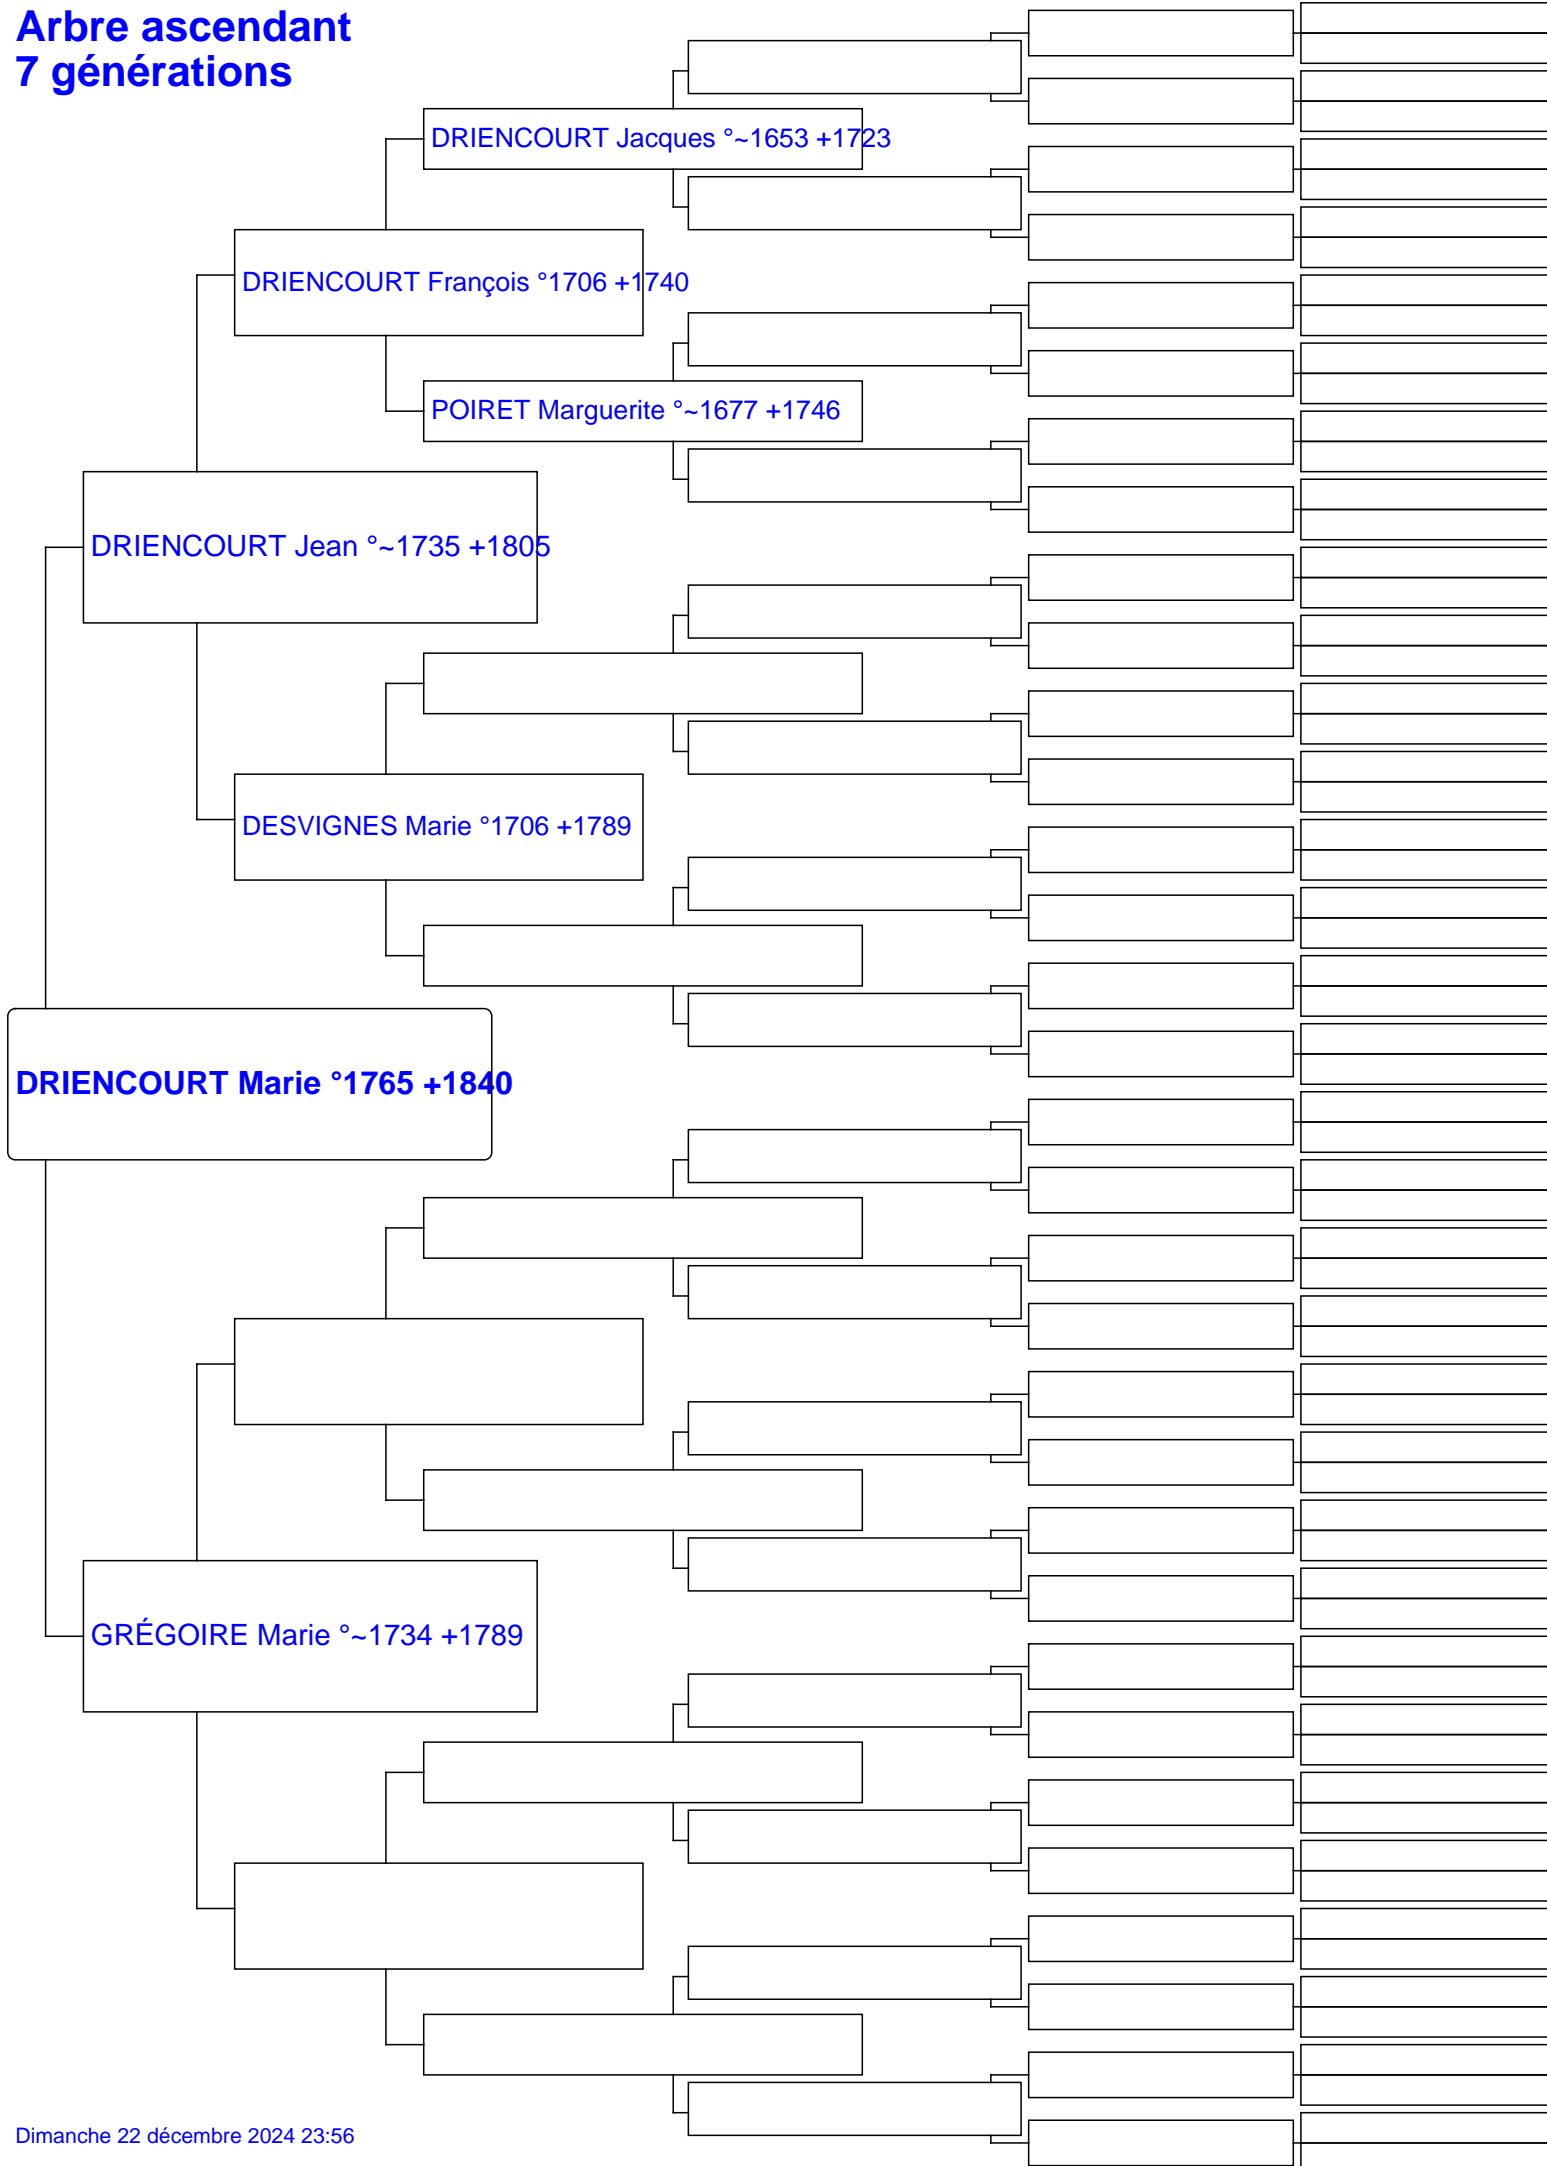 Arbre ascendant
7 générations
DRIENCOURT Jacques °~1653 +1723
DRIENCOURT François °1706 +1740
POIRET Marguerite °~1677 +1746
DRIENCOURT Jean °~1735 +1805
DESVIGNES Marie °1706 +1789
DRIENCOURT Marie °1765 +1840
GRÉGOIRE Marie °~1734 +1789
Dimanche 22 décembre 2024 23:56